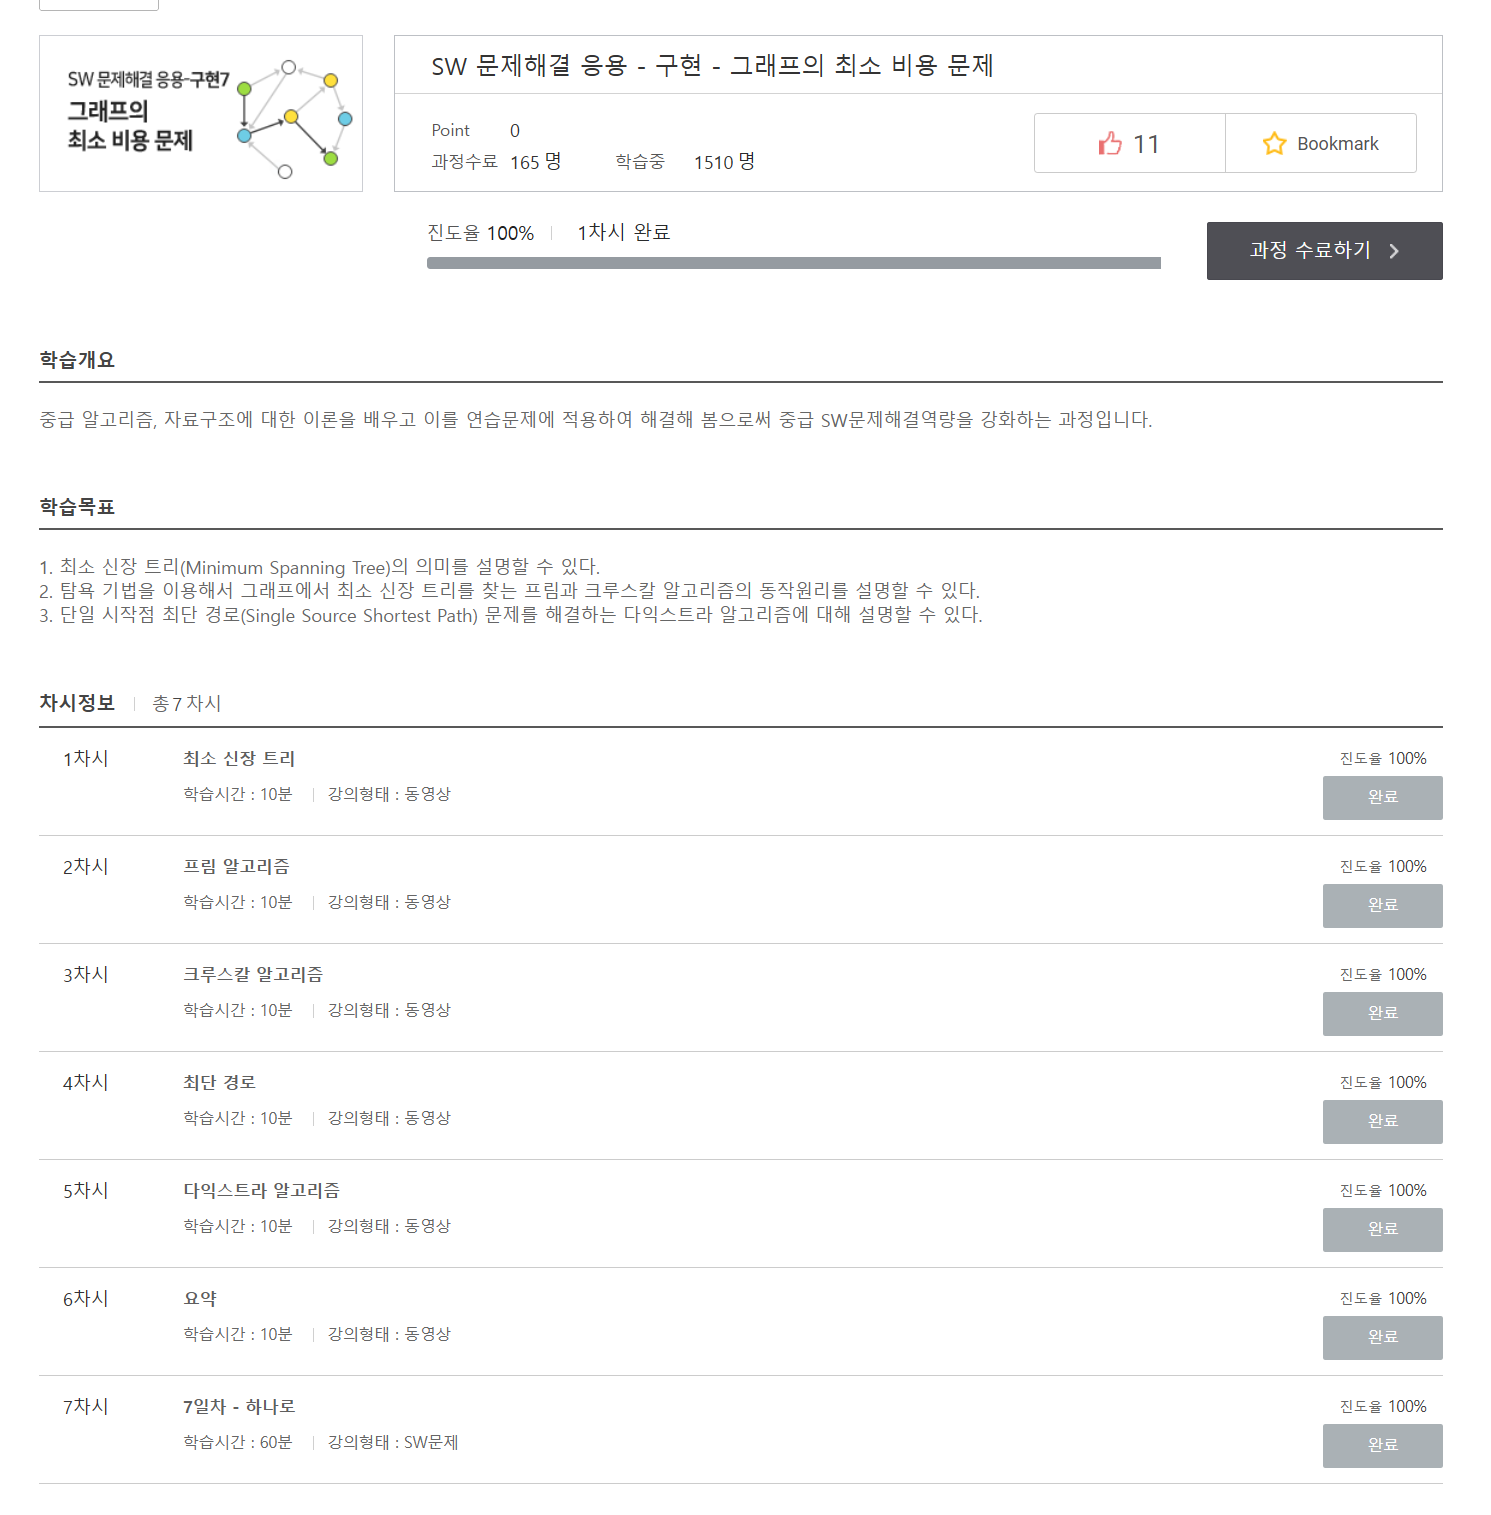 SW 문제해결 응용-구현7
그래프의
최소 비용 문제
SW 문제해결 응용 - 구현 - 그래프의 최소 비용 문제
Point 0
과정수료 165 명 학습중 1510 명
11
Bookmark
진도율 100% 1차시 완료
과정 수료하기
학습개요
중급 알고리즘, 자료구조에 대한 이론을 배우고 이를 연습문제에 적용하여 해결해 봄으로써 중급 SW문제해결역량을 강화하는 과정입니다.
학습목표
1. 최소 신장 트리(Minimum Spanning Tree)의 의미를 설명할 수 있다.
2. 탐욕 기법을 이용해서 그래프에서 최소 신장 트리를 찾는 프림과 크루스칼 알고리즘의 동작원리를 설명할 수 있다.
3. 단일 시작점 최단 경로(Single Source Shortest Path) 문제를 해결하는 다익스트라 알고리즘에 대해 설명할 수 있다.
차시정보 총 7 차시
1차시 최소 신장 트리 진도율 100%
학습시간 : 10분 강의형태 : 동영상 완료
2차시 프림 알고리즘 진도율 100%
학습시간 : 10분 강의형태 : 동영상 완료
3차시 크루스칼 알고리즘 진도율 100%
학습시간 : 10분 강의형태 : 동영상 완료
4차시 최단 경로 진도율 100%
학습시간 : 10분 강의형태 : 동영상 완료
5차시 다익스트라 알고리즘 진도율 100%
학습시간 : 10분 강의형태 : 동영상 완료
6차시 요약 진도율 100%
학습시간 : 10분 강의형태 : 동영상 완료
7차시 7일차 - 하나로 진도율 100%
학습시간 : 60분 강의형태 : SW문제 완료